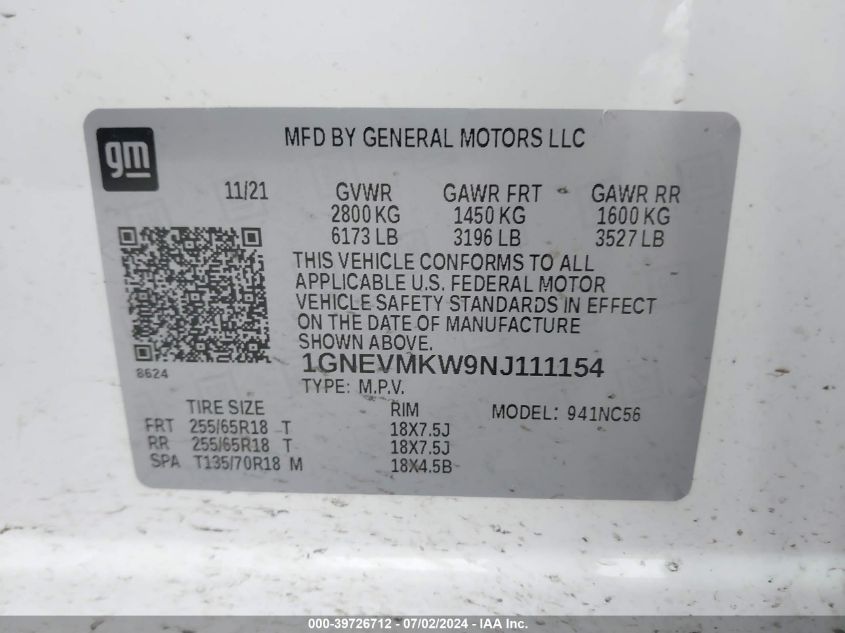 gm
MFD BY GENERAL MOTORS LLC
11/21 GVWR GAWR FRT GAWR RR
2800 KG 1450 KG 1600 KG
6173 LB 3196 LB 3527 LB
THIS VEHICLE CONFORMS TO ALL
APPLICABLE U.S. FEDERAL MOTOR
VEHICLE SAFETY STANDARDS IN EFFECT
ON THE DATE OF MANUFACTURE
SHOWN ABOVE.
8624
1GNEVMKW9NJ111154
TYPE: M.P.V.
TIRE SIZE RIM MODEL: 941NC56
FRT 255/65R18 T 18X7.5J
RR 255/65R18 T 18X7.5J
SPA T135/70R18 M 18X4.5B
000-39726712 - 07/02/2024 - IAA Inc.